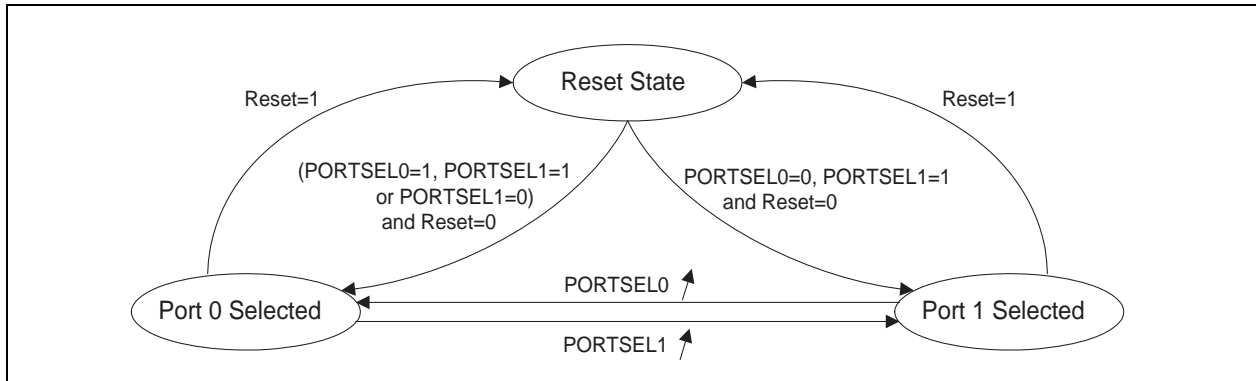 Reset State
Reset=1
Reset=1
(PORTSEL0=1, PORTSEL1=1
or PORTSEL1=0)
and Reset=0
PORTSEL0=0, PORTSEL1=1
and Reset=0
PORTSEL0
Port 0 Selected
Port 1 Selected
PORTSEL1